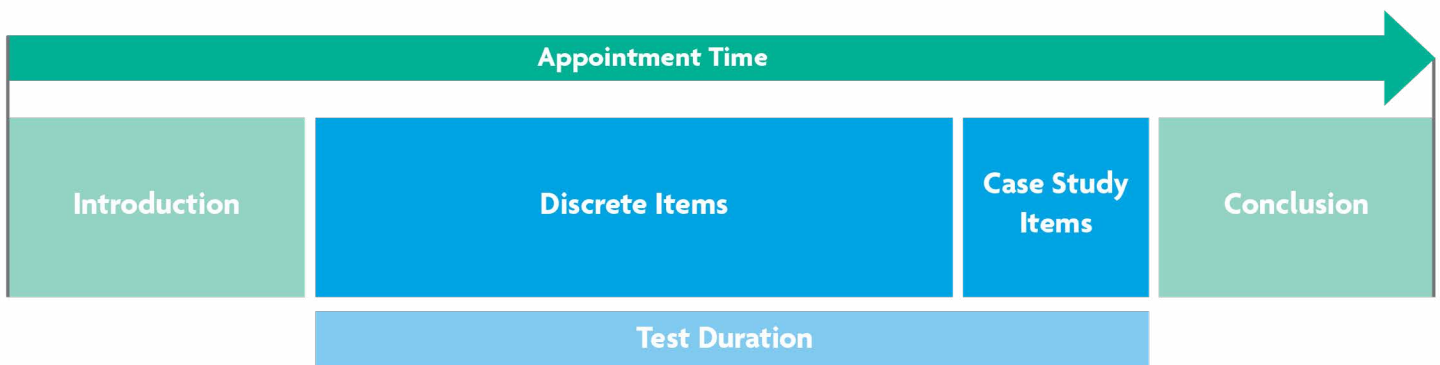 Appointment Time
Introduction
Discrete Items
Case Study
Items
Conclusion
Test Duration